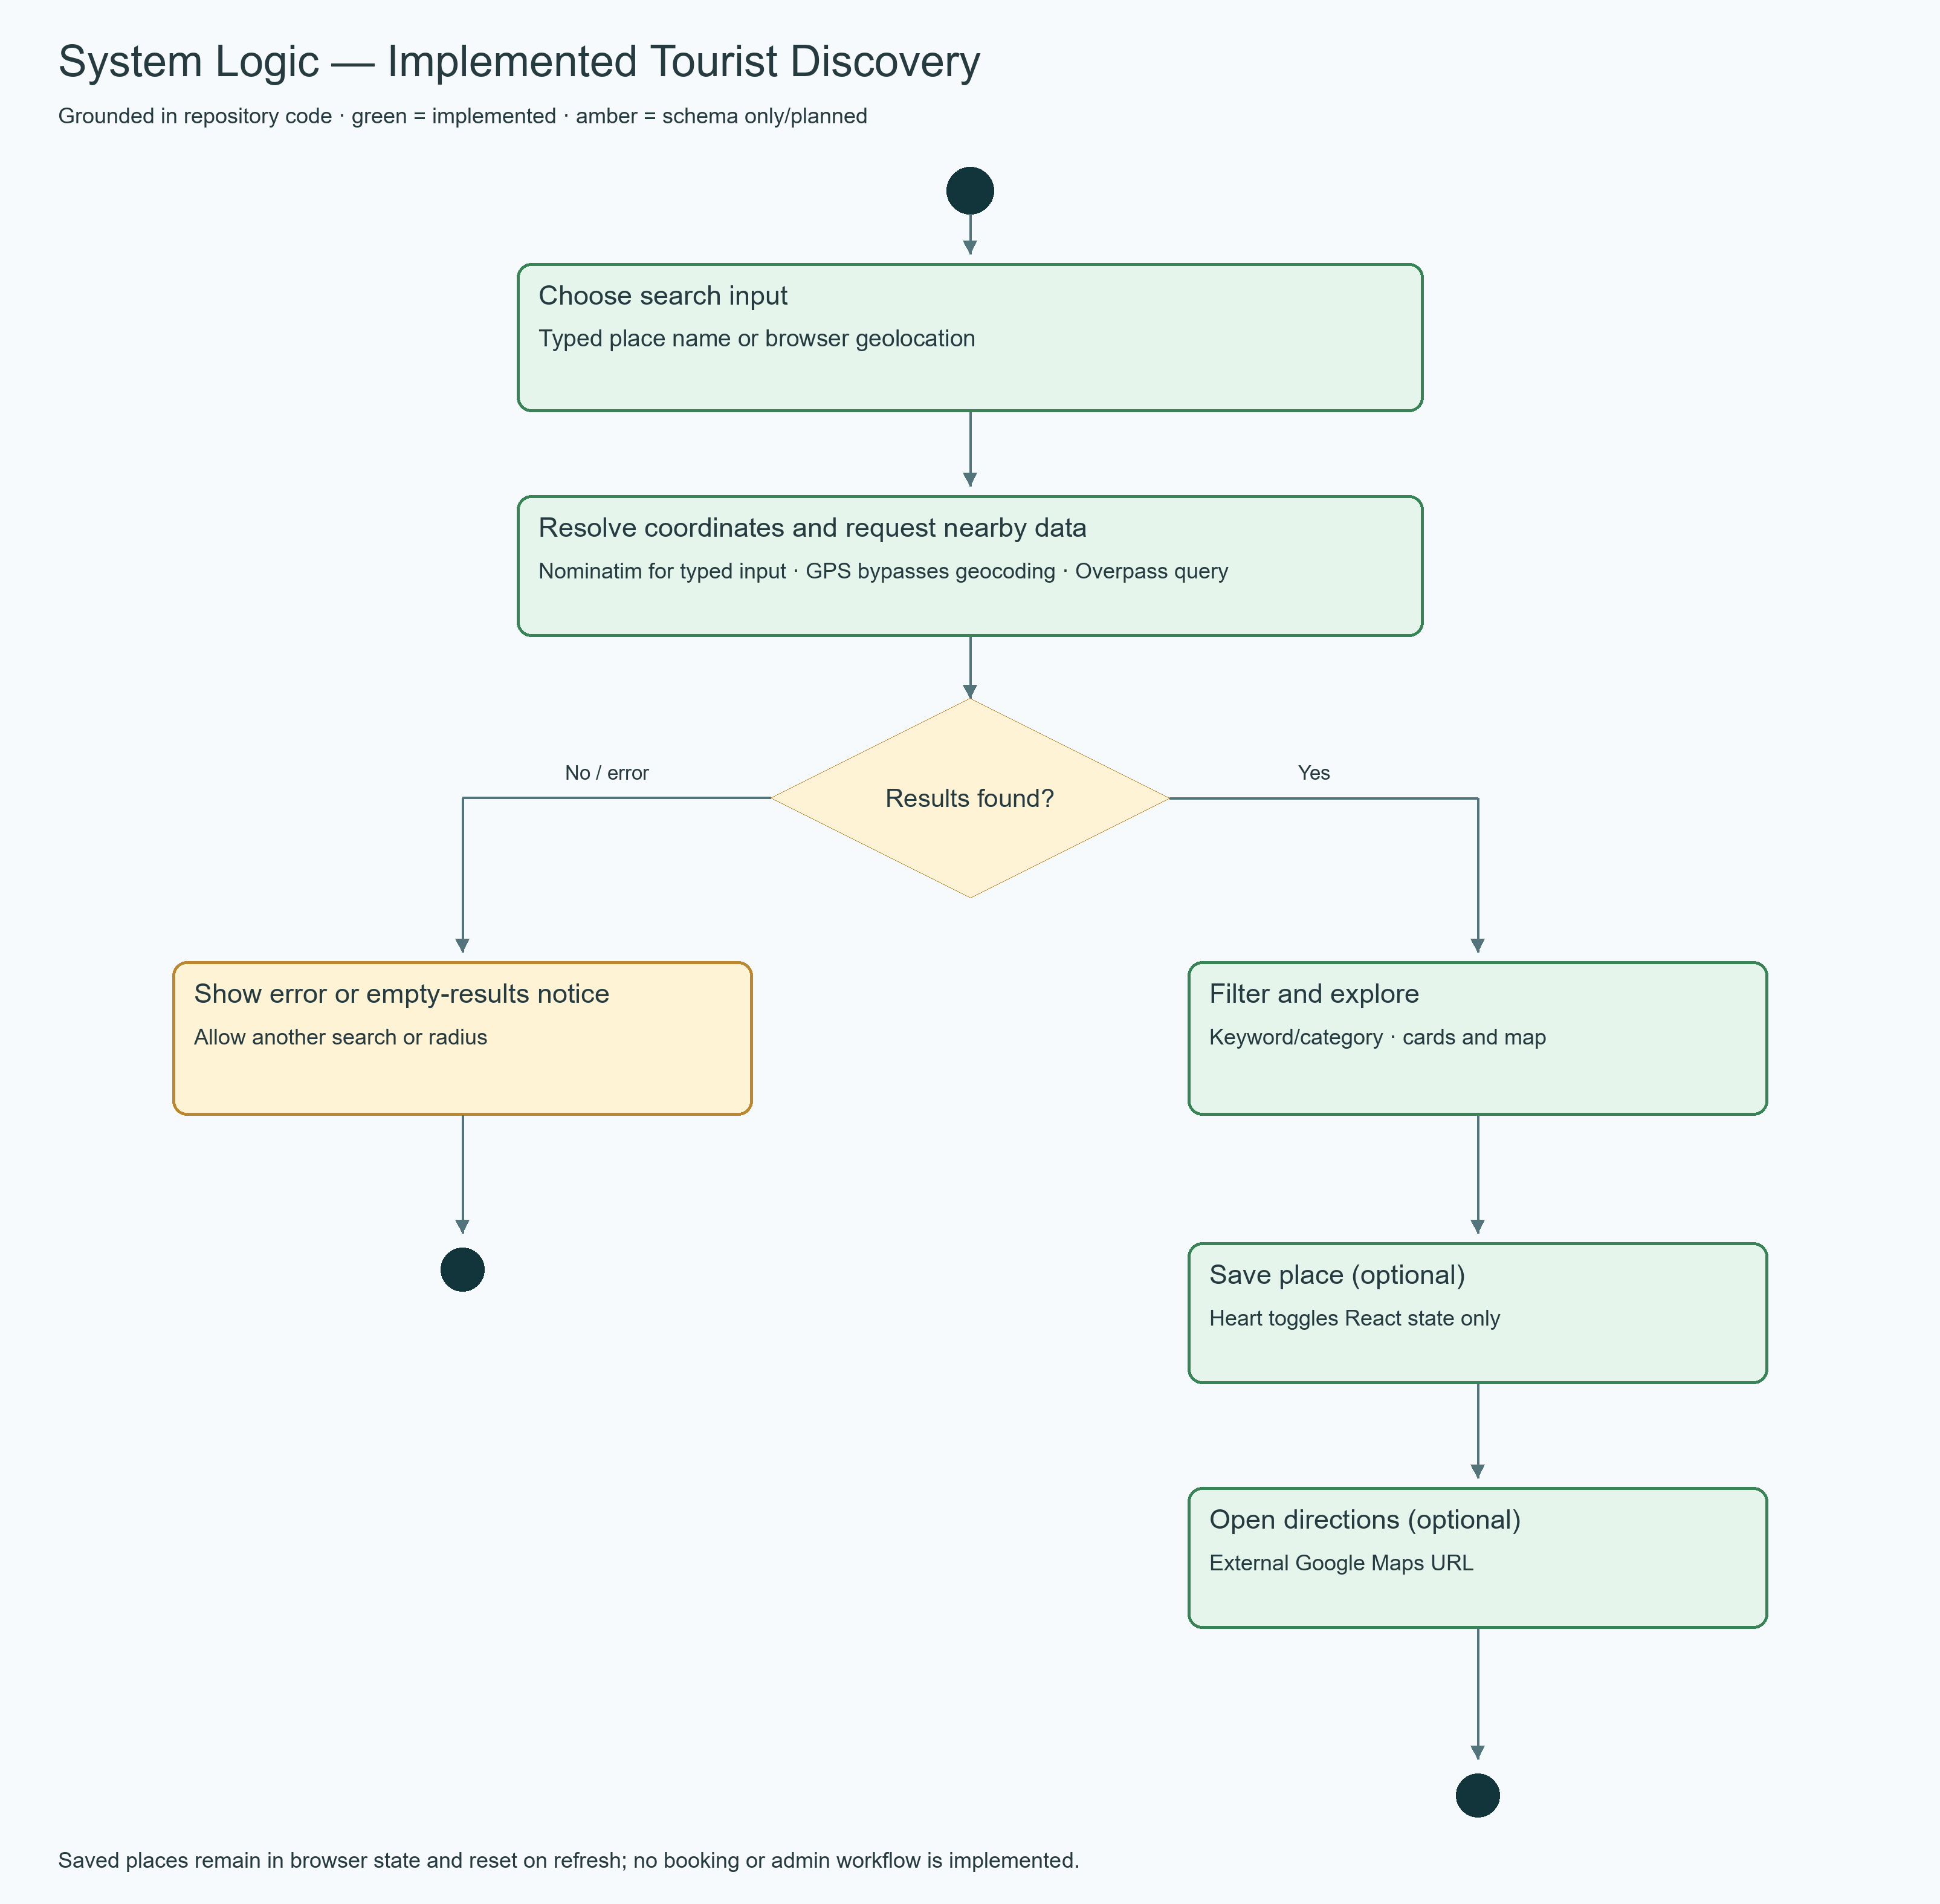 System Logic — Implemented Tourist Discovery
Grounded in repository code · green = implemented · amber = schema only/planned
Choose search input
Typed place name or browser geolocation
Resolve coordinates and request nearby data
Nominatim for typed input · GPS bypasses geocoding · Overpass query
No / error
Results found?
Yes
Show error or empty-results notice
Allow another search or radius
Filter and explore
Keyword/category · cards and map
Save place (optional)
Heart toggles React state only
Open directions (optional)
External Google Maps URL
Saved places remain in browser state and reset on refresh; no booking or admin workflow is implemented.